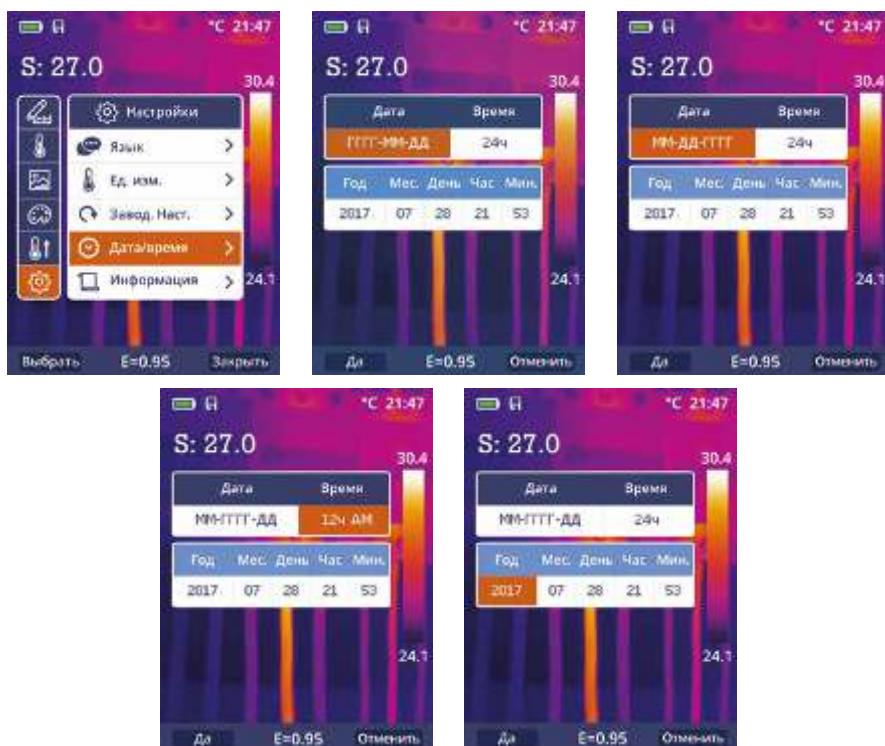 °C 21:47
S: 27.0
30.4
Настройки
Язык
Ед. изм.
Завод. Наст.
Дата/время
Информация
24.1
Выбрать E=0.95 Закрыть
°C 21:47
S: 27.0
30.4
Дата Время
ГГГГ-ММ-ДД 24ч
Год Мес. День Час Мин.
2017 07 28 21 53
24.1
Да E=0.95 Отменить
°C 21:47
S: 27.0
30.4
Дата Время
ММ-ДД-ГГГГ 24ч
Год Мес. День Час Мин.
2017 07 28 21 53
24.1
Да E=0.95 Отменить
°C 21:47
S: 27.0
30.4
Дата Время
ММ-ГГГГ-ДД 12ч AM
Год Мес. День Час Мин.
2017 07 28 21 53
24.1
Да E=0.95 Отменить
°C 21:47
S: 27.0
30.4
Дата Время
ММ-ГГГГ-ДД 24ч
Год Мес. День Час Мин.
2017 07 28 21 53
24.1
Да E=0.95 Отменить